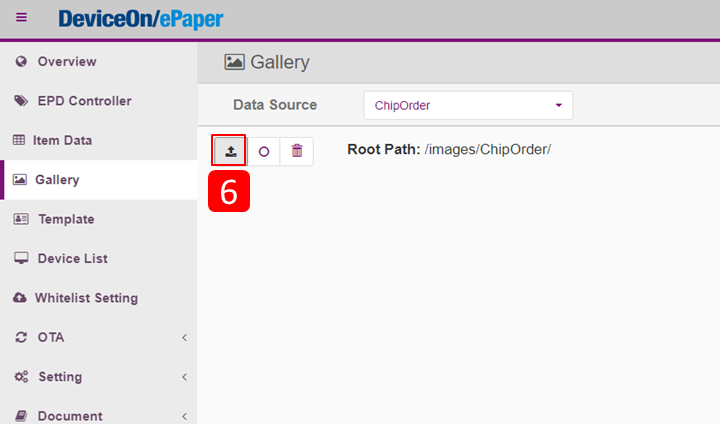 DeviceOn/ePaper
Overview
EPD Controller
Item Data
Gallery
Template
Device List
Whitelist Setting
OTA
Setting
Document
Gallery
Data Source
ChipOrder
Root Path: /images/ChipOrder/
6